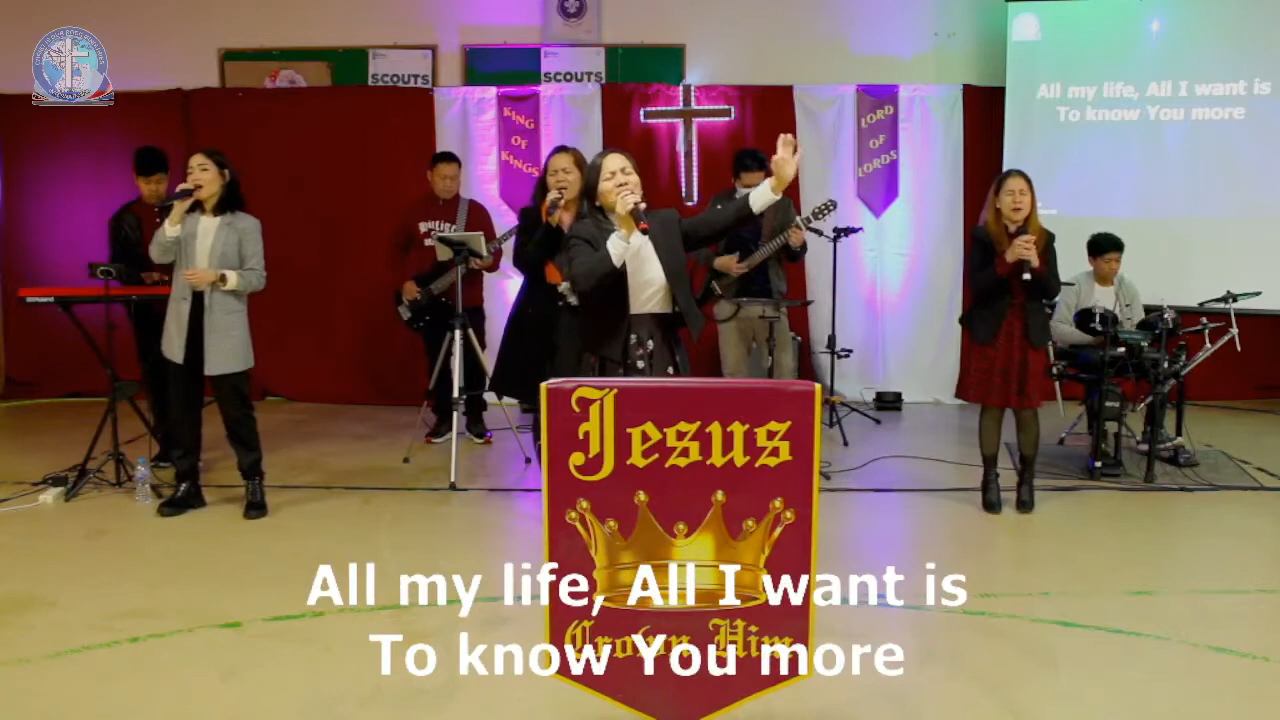 SCOUTS
SCOUTS
KING
OF
KINGS
LORD
OF
LORDS
All my life, All I want is
To know You more
Roland
Jesus
Crown Him
All my life, All I want is
To know You more